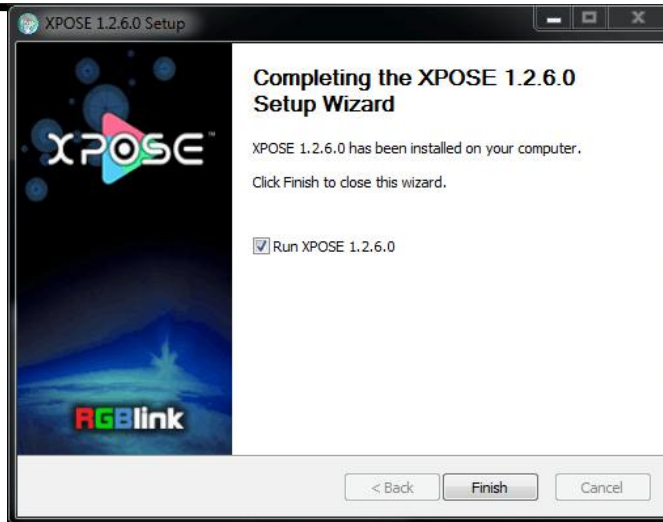 XPOSE 1.2.6.0 Setup
XPOSE™
RGBlink
Completing the XPOSE 1.2.6.0
Setup Wizard
XPOSE 1.2.6.0 has been installed on your computer.
Click Finish to close this wizard.
Run XPOSE 1.2.6.0
< Back
Finish
Cancel